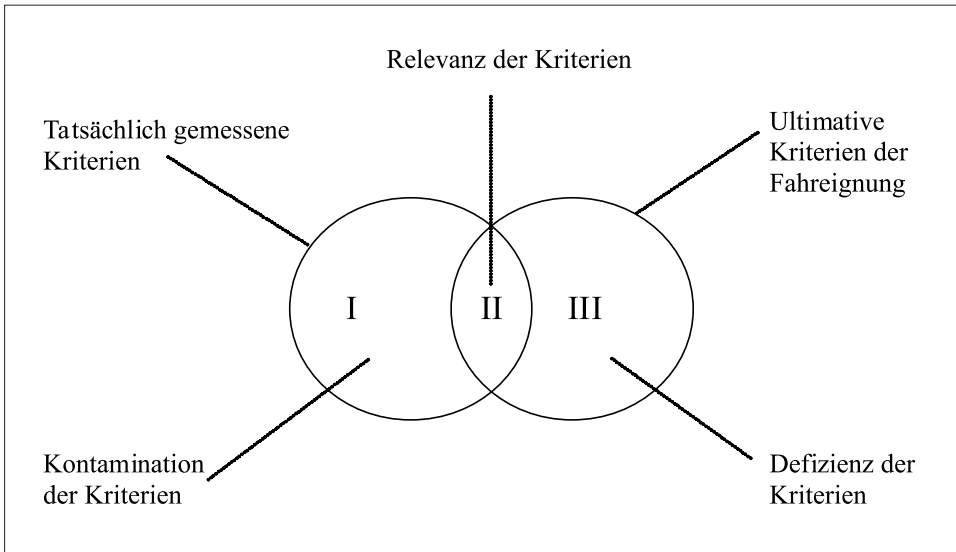 Relevanz der Kriterien
Tatsächlich gemessene
Kriterien
Ultimative
Kriterien der
Fahreignung
I
II
III
Kontamination
der Kriterien
Defizienz der
Kriterien